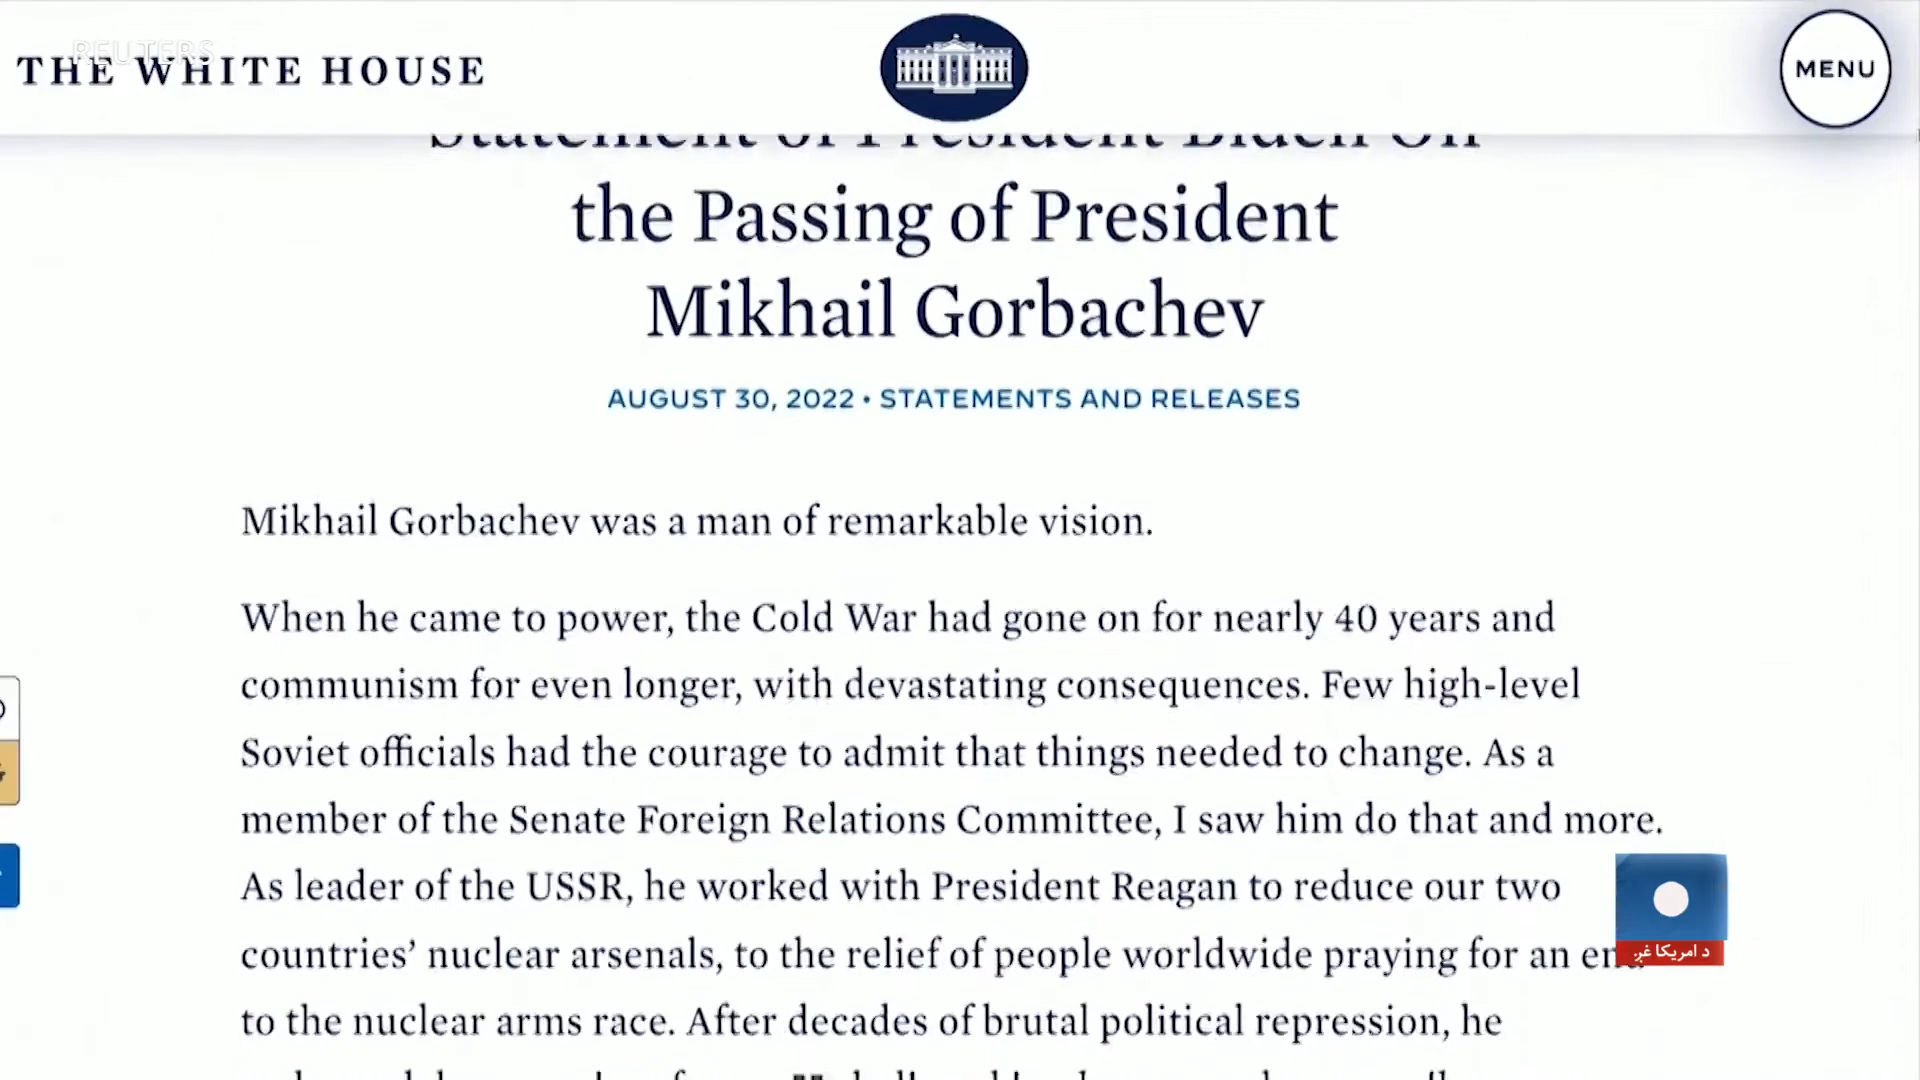 REUTERS
THE WHITE HOUSE
MENU
Statement of President Biden On
the Passing of President
Mikhail Gorbachev
AUGUST 30, 2022 • STATEMENTS AND RELEASES
Mikhail Gorbachev was a man of remarkable vision.
When he came to power, the Cold War had gone on for nearly 40 years and
communism for even longer, with devastating consequences. Few high-level
Soviet officials had the courage to admit that things needed to change. As a
member of the Senate Foreign Relations Committee, I saw him do that and more.
As leader of the USSR, he worked with President Reagan to reduce our two
countries’ nuclear arsenals, to the relief of people worldwide praying for an end
to the nuclear arms race. After decades of brutal political repression, he
د امریکا غږ